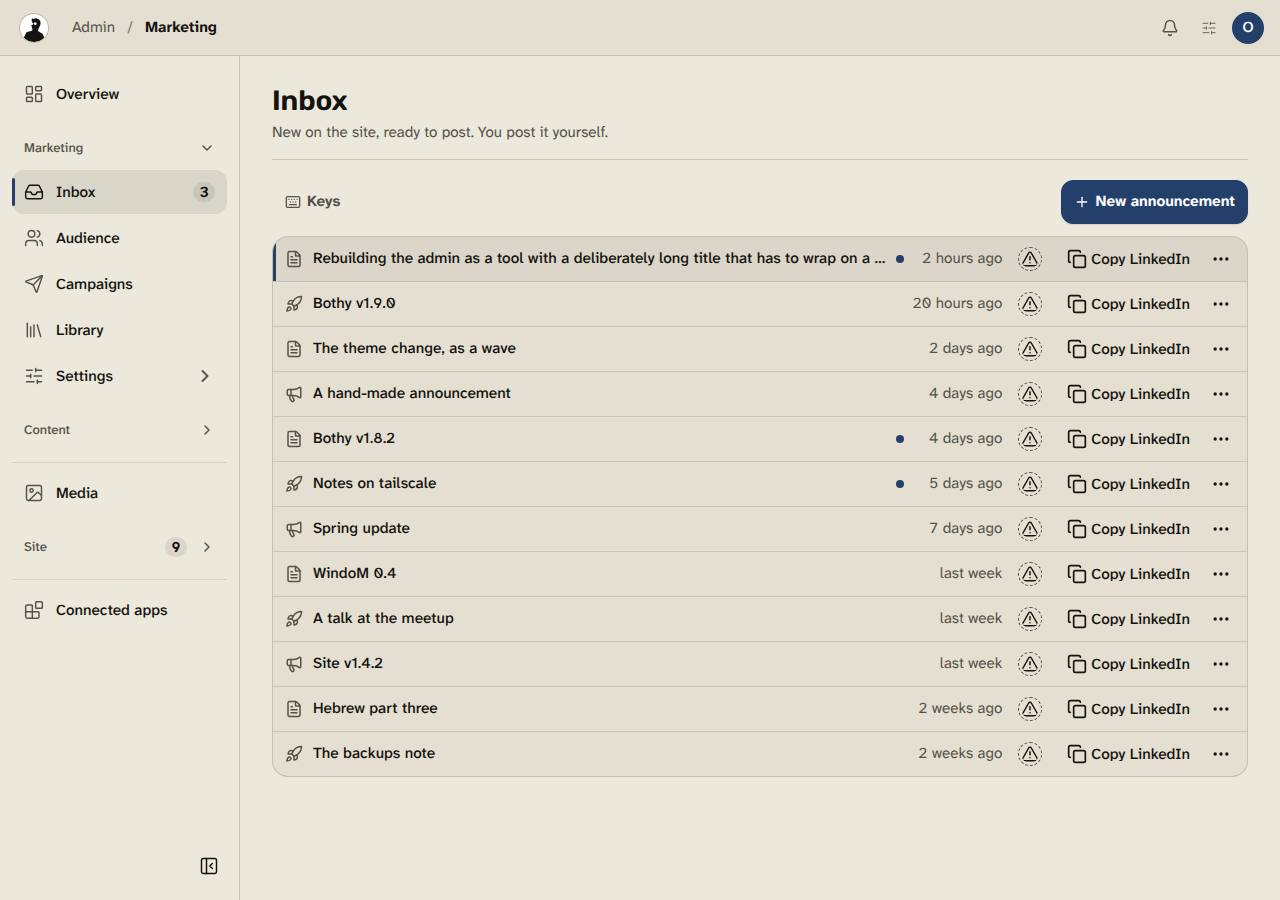 Admin / Marketing
O
Overview
Marketing
Inbox 3
Audience
Campaigns
Library
Settings
Content
Media
Site 9
Connected apps
Inbox
New on the site, ready to post. You post it yourself.
Keys
+ New announcement
Rebuilding the admin as a tool with a deliberately long title that has to wrap on a ... 2 hours ago Copy LinkedIn
Bothy v1.9.0 20 hours ago Copy LinkedIn
The theme change, as a wave 2 days ago Copy LinkedIn
A hand-made announcement 4 days ago Copy LinkedIn
Bothy v1.8.2 4 days ago Copy LinkedIn
Notes on tailscale 5 days ago Copy LinkedIn
Spring update 7 days ago Copy LinkedIn
WindoM 0.4 last week Copy LinkedIn
A talk at the meetup last week Copy LinkedIn
Site v1.4.2 last week Copy LinkedIn
Hebrew part three 2 weeks ago Copy LinkedIn
The backups note 2 weeks ago Copy LinkedIn